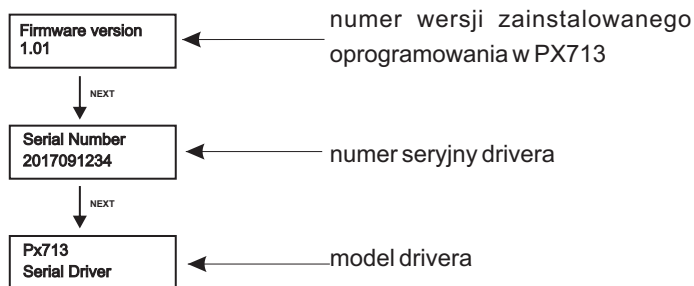 Firmware version
1.01
numer wersji zainstalowanego
oprogramowania w PX713
NEXT
Serial Number
2017091234
numer seryjny drivera
NEXT
Px713
Serial Driver
model drivera